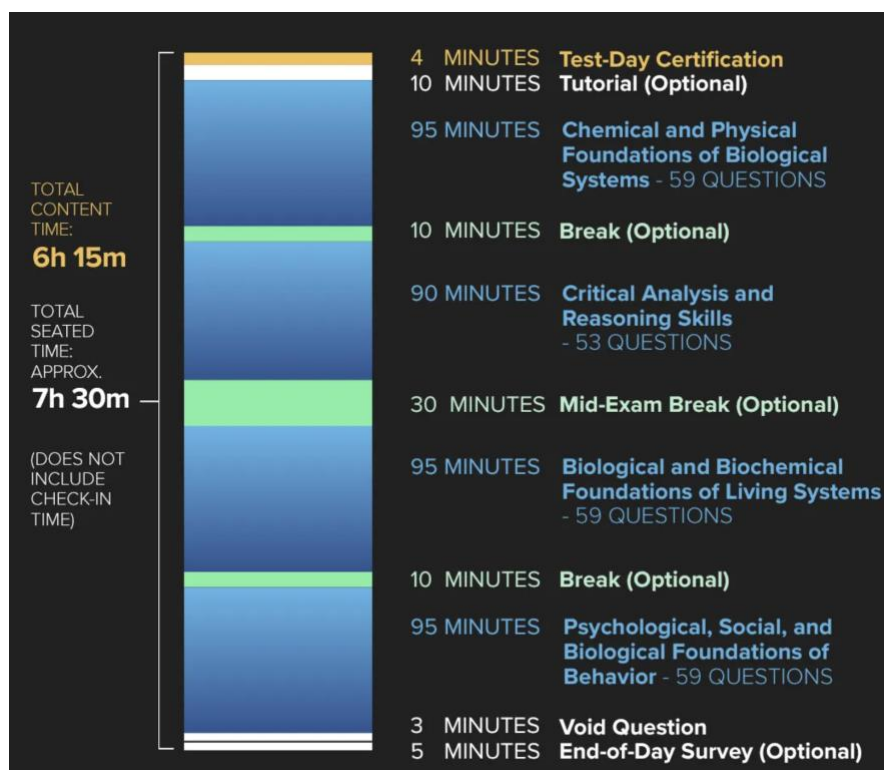 TOTAL
CONTENT
TIME:
6h 15m
TOTAL
SEATED
TIME:
APPROX.
7h 30m
(DOES NOT
INCLUDE
CHECK-IN
TIME)
4 MINUTES Test-Day Certification
10 MINUTES Tutorial (Optional)
95 MINUTES Chemical and Physical
Foundations of Biological
Systems - 59 QUESTIONS
10 MINUTES Break (Optional)
90 MINUTES Critical Analysis and
Reasoning Skills
- 53 QUESTIONS
30 MINUTES Mid-Exam Break (Optional)
95 MINUTES Biological and Biochemical
Foundations of Living Systems
- 59 QUESTIONS
10 MINUTES Break (Optional)
95 MINUTES Psychological, Social, and
Biological Foundations of
Behavior - 59 QUESTIONS
3 MINUTES Void Question
5 MINUTES End-of-Day Survey (Optional)